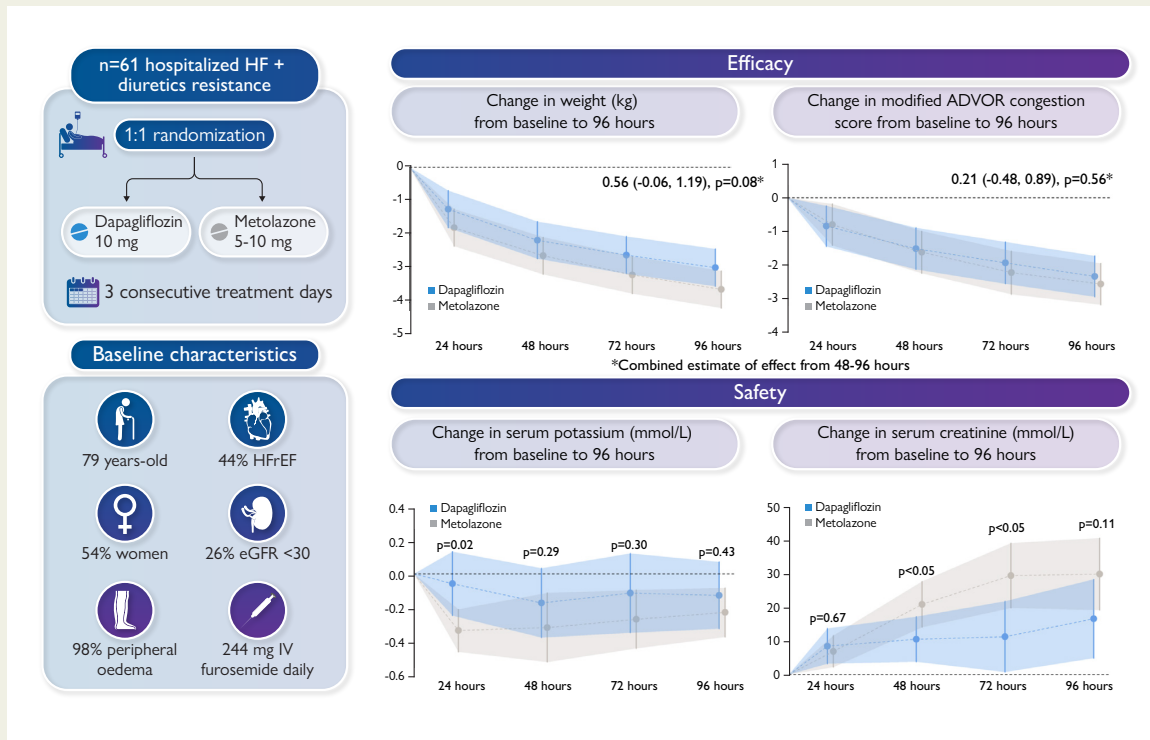 n=61 hospitalized HF +
diuretics resistance
1:1 randomization
Dapagliflozin
10 mg
Metolazone
5-10 mg
3 consecutive treatment days
Baseline characteristics
79 years-old
44% HFrEF
54% women
26% eGFR <30
98% peripheral
oedema
244 mg IV
furosemide daily
Efficacy
Change in weight (kg)
from baseline to 96 hours
0
-1
-2
-3
-4
-5
0.56 (-0.06, 1.19), p=0.08*
Dapagliflozin
Metolazone
24 hours
48 hours
72 hours
96 hours
Change in modified ADVOR congestion
score from baseline to 96 hours
1
0
-1
-2
-3
-4
0.21 (-0.48, 0.89), p=0.56*
Dapagliflozin
Metolazone
24 hours
48 hours
72 hours
96 hours
*Combined estimate of effect from 48-96 hours
Safety
Change in serum potassium (mmol/L)
from baseline to 96 hours
Dapagliflozin
Metolazone
0.4
0.2
0.0
-0.2
-0.4
-0.6
p=0.02
p=0.29
p=0.30
p=0.43
24 hours
48 hours
72 hours
96 hours
Change in serum creatinine (mmol/L)
from baseline to 96 hours
Dapagliflozin
Metolazone
50
40
30
20
10
0
p=0.67
p<0.05
p<0.05
p=0.11
24 hours
48 hours
72 hours
96 hours